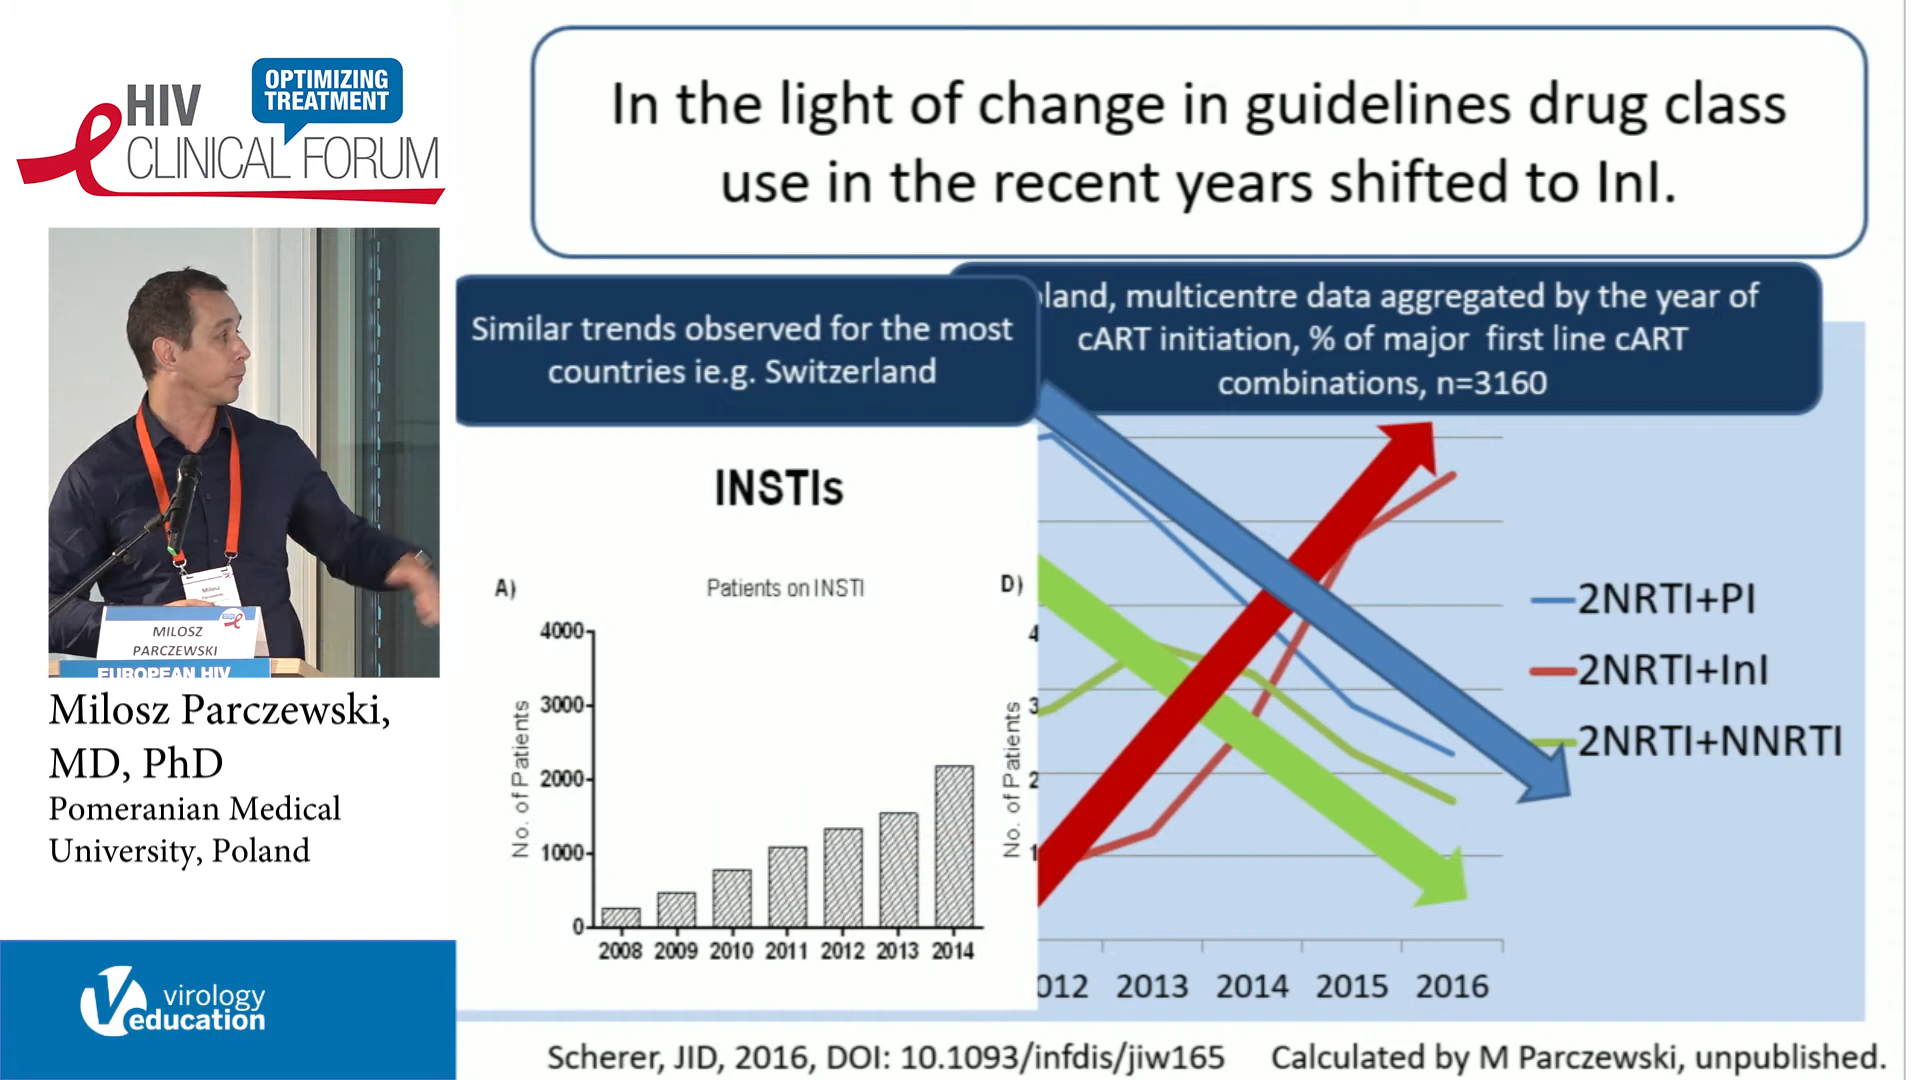 HIV
CLINICAL FORUM
OPTIMIZING
TREATMENT
MILOSZ
PARCZEWSKI
EUROPEAN HIV
Milosz Parczewski,
MD, PhD
Pomeranian Medical
University, Poland
virology
education
In the light of change in guidelines drug class
use in the recent years shifted to InI.
Similar trends observed for the most
countries ie.g. Switzerland
land, multicentre data aggregated by the year of
cART initiation, % of major first line cART
combinations, n=3160
INSTIs
A)
Patients on INSTI
No. of Patients
4000
3000
2000
1000
0
2008 2009 2010 2011 2012 2013 2014
D)
No. of Patients
4
3
2
1
2NRTI+PI
2NRTI+InI
2NRTI+NNRTI
012 2013 2014 2015 2016
Scherer, JID, 2016, DOI: 10.1093/infdis/jiw165
Calculated by M Parczewski, unpublished.